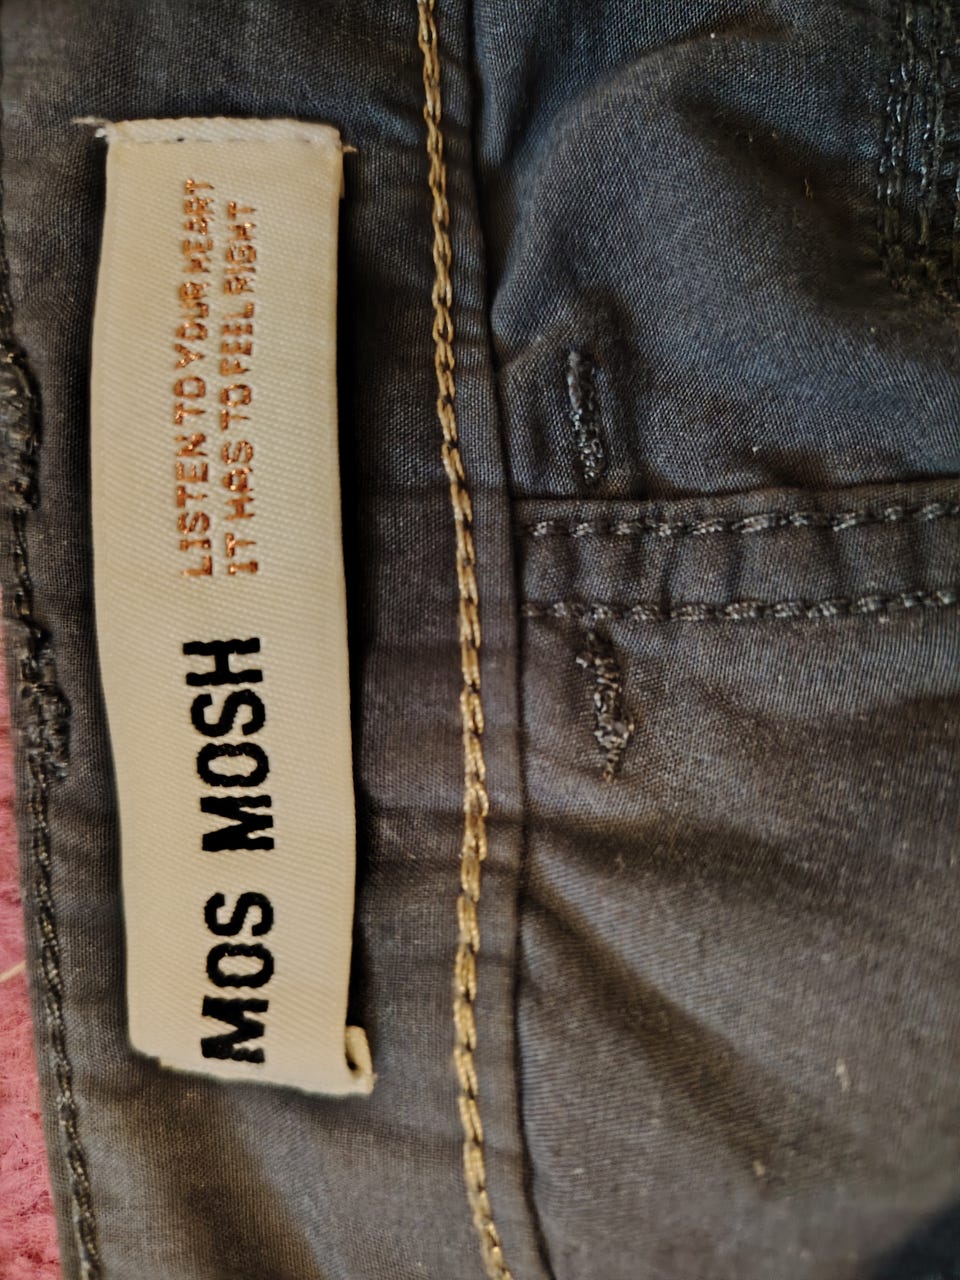 MOS MOSH
LISTEN TO YOUR HEART
IT HAS TO FEEL RIGHT